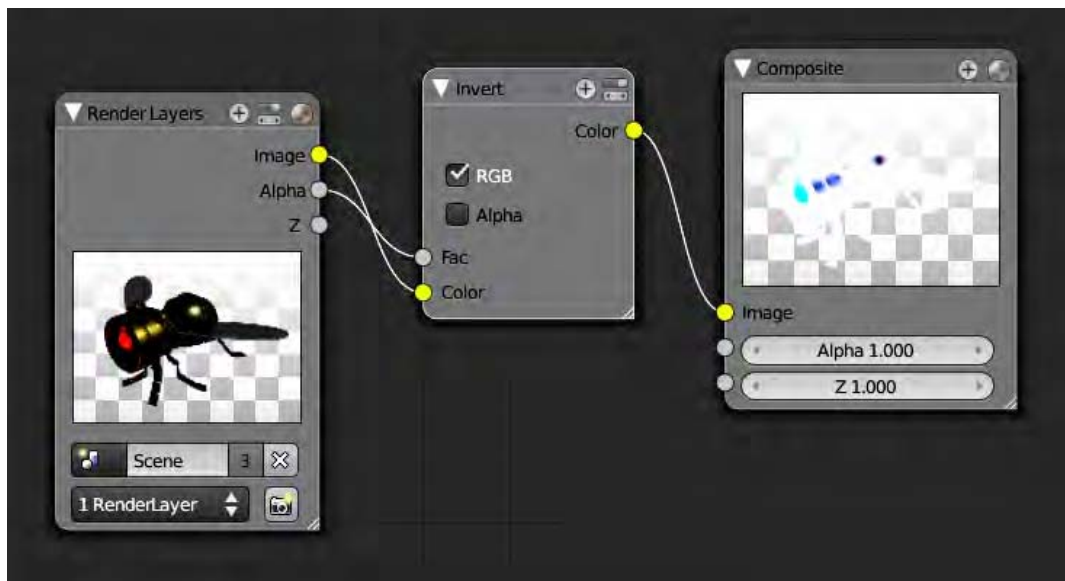 Render Layers
Image
Alpha
Z
Scene
3
1 RenderLayer
Invert
Color
RGB
Alpha
Fac
Color
Composite
Image
Alpha 1.000
Z 1.000